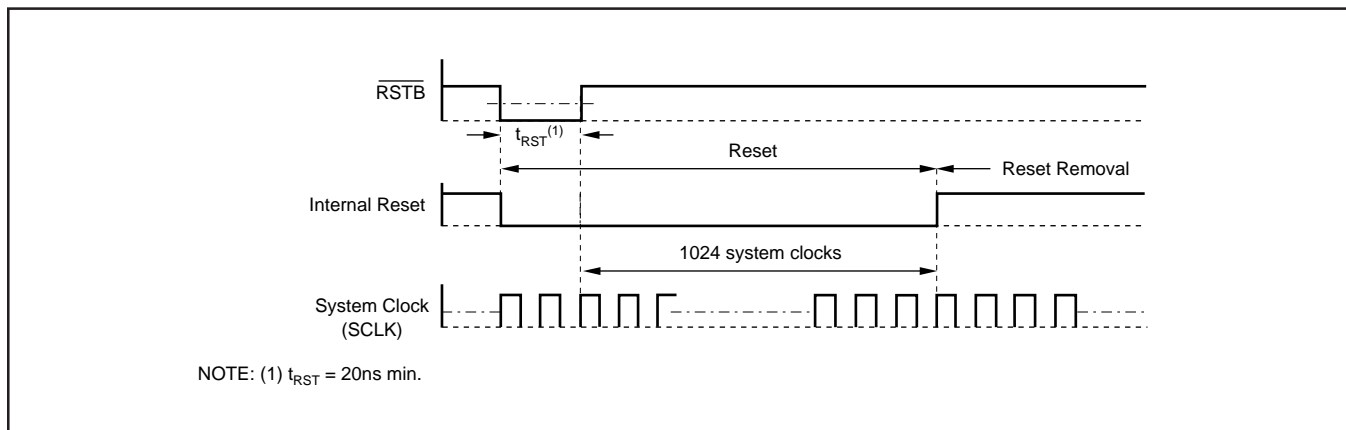 RSTB
tRST(1)
Reset
Reset Removal
Internal Reset
1024 system clocks
System Clock
(SCLK)
NOTE: (1) tRST = 20ns min.